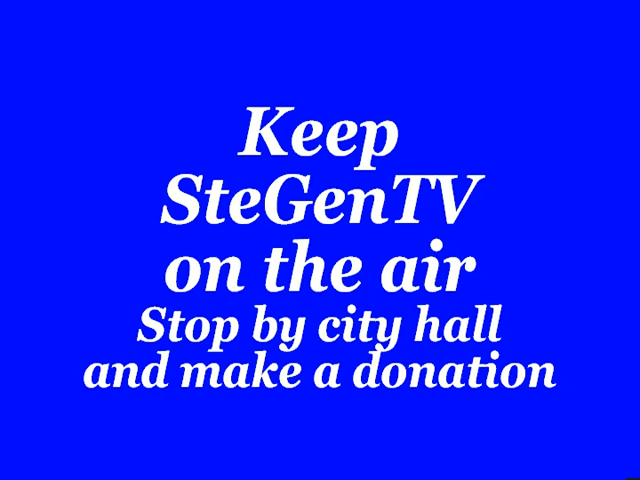 Keep
SteGenTV
on the air
Stop by city hall
and make a donation